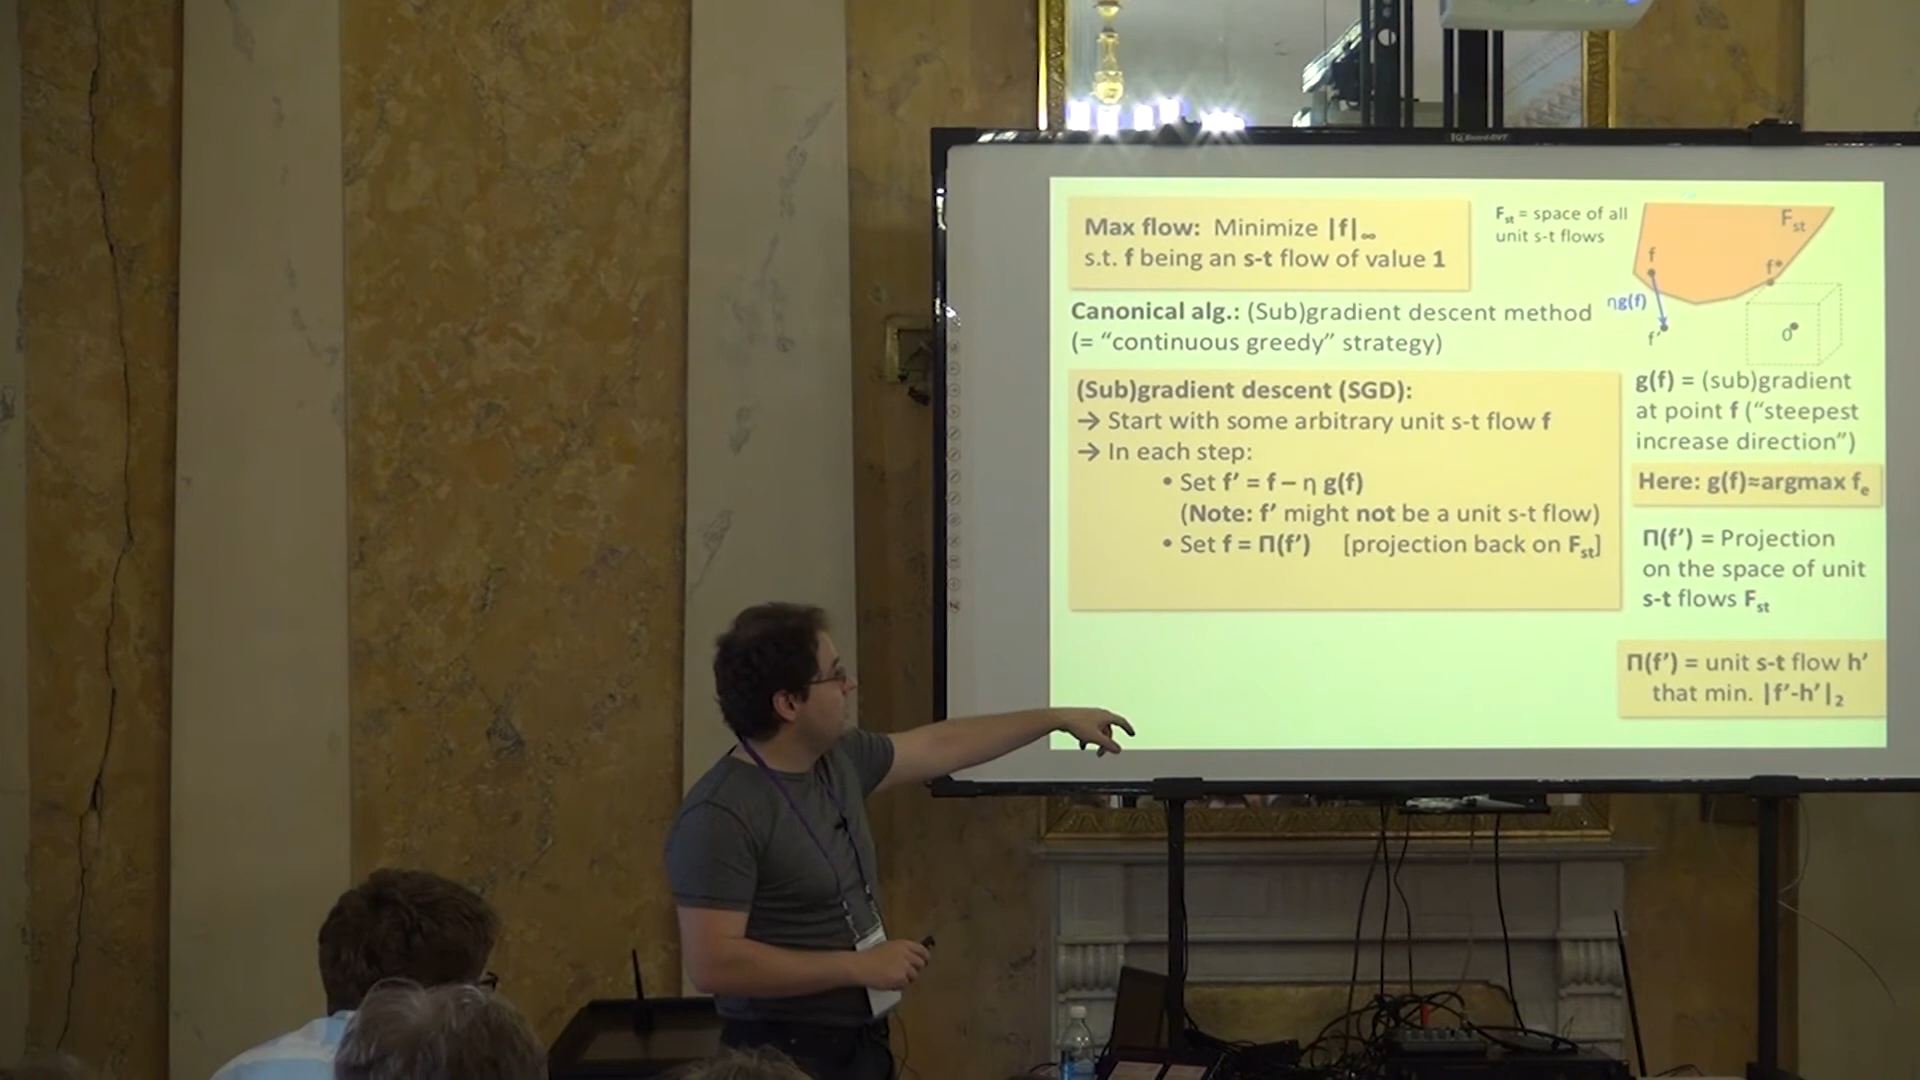 Max flow: Minimize |f|∞
s.t. f being an s-t flow of value 1
Fst = space of all
unit s-t flows
Fst
f
f*
ηg(f)
f'
0
Canonical alg.: (Sub)gradient descent method
(= “continuous greedy” strategy)
(Sub)gradient descent (SGD):
→ Start with some arbitrary unit s-t flow f
→ In each step:
• Set f’ = f – η g(f)
(Note: f’ might not be a unit s-t flow)
• Set f = Π(f’) [projection back on Fst]
g(f) = (sub)gradient
at point f (“steepest
increase direction”)
Here: g(f)≈argmax fe
Π(f’) = Projection
on the space of unit
s-t flows Fst
Π(f’) = unit s-t flow h’
that min. |f’-h’|2